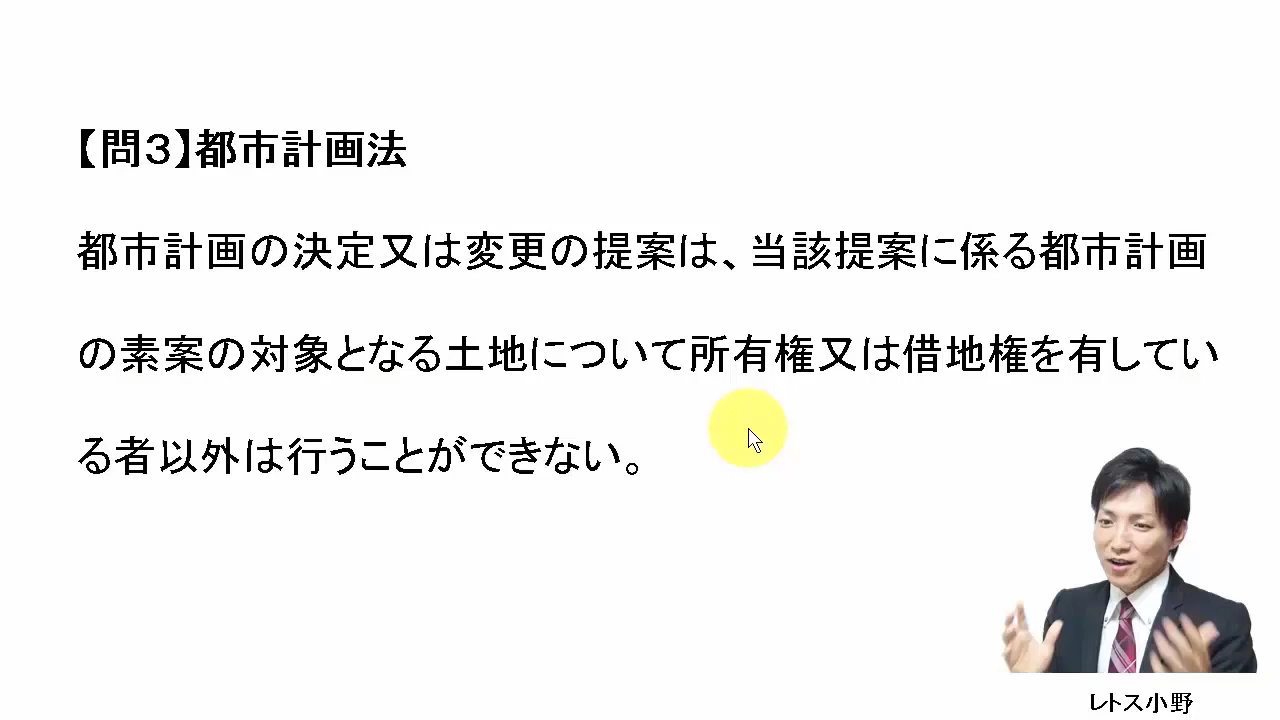 【問３】都市計画法
都市計画の決定又は変更の提案は、当該提案に係る都市計画
の素案の対象となる土地について所有権又は借地権を有してい
る者以外は行うことができない。
レトス小野